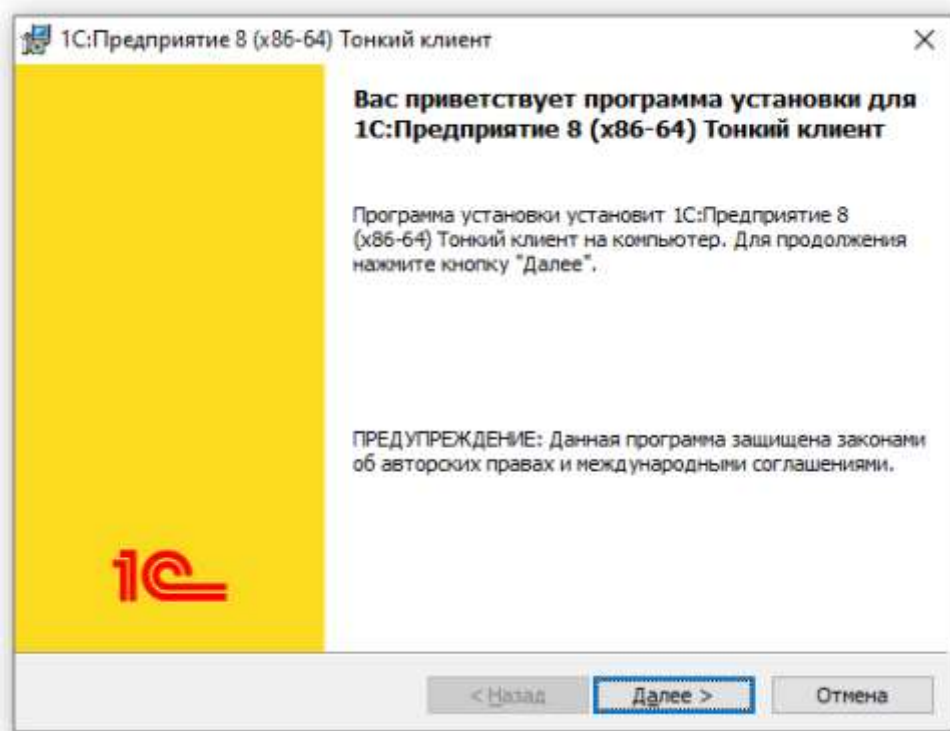 1С:Предприятие 8 (x86-64) Тонкий клиент
Вас приветствует программа установки для
1С:Предприятие 8 (x86-64) Тонкий клиент
Программа установки установит 1С:Предприятие 8
(x86-64) Тонкий клиент на компьютер. Для продолжения
нажмите кнопку "Далее".
ПРЕДУПРЕЖДЕНИЕ: Данная программа защищена законами
об авторских правах и международными соглашениями.
1С
< Назад
Далее >
Отмена